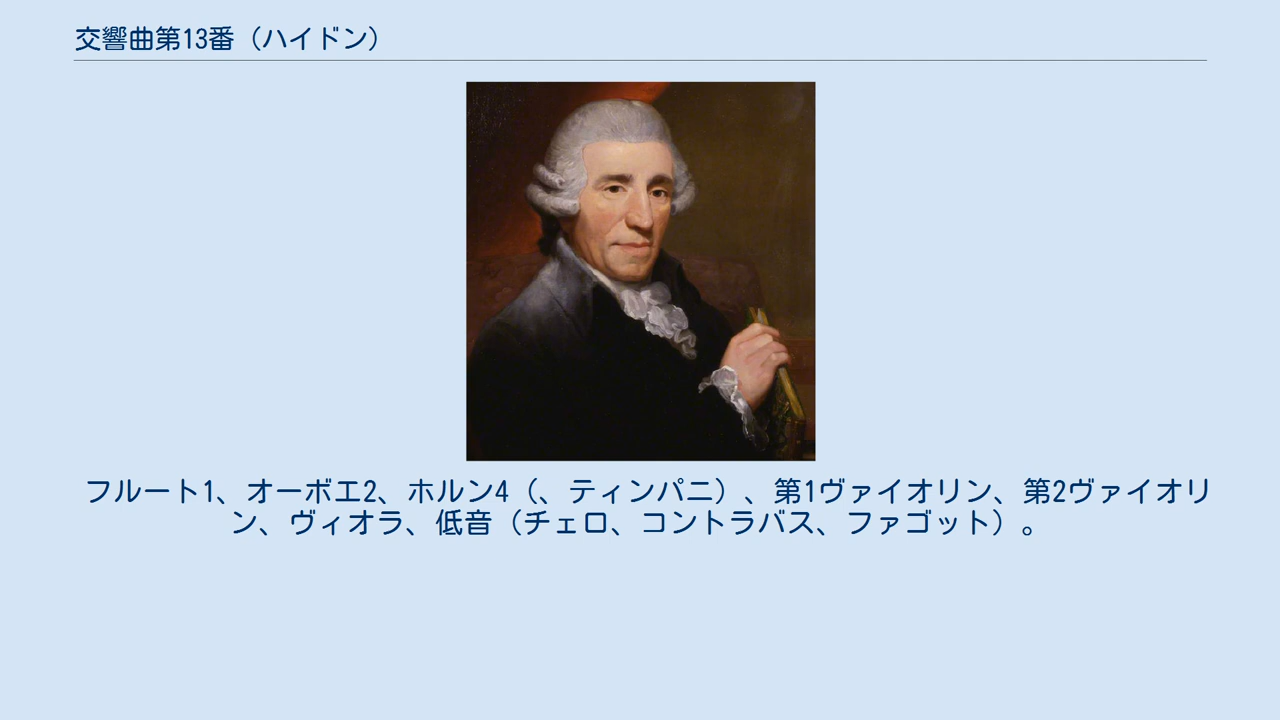 交響曲第13番（ハイドン）
フルート1、オーボエ2、ホルン4（、ティンパニ）、第1ヴァイオリン、第2ヴァイオリ
ン、ヴィオラ、低音（チェロ、コントラバス、ファゴット）。